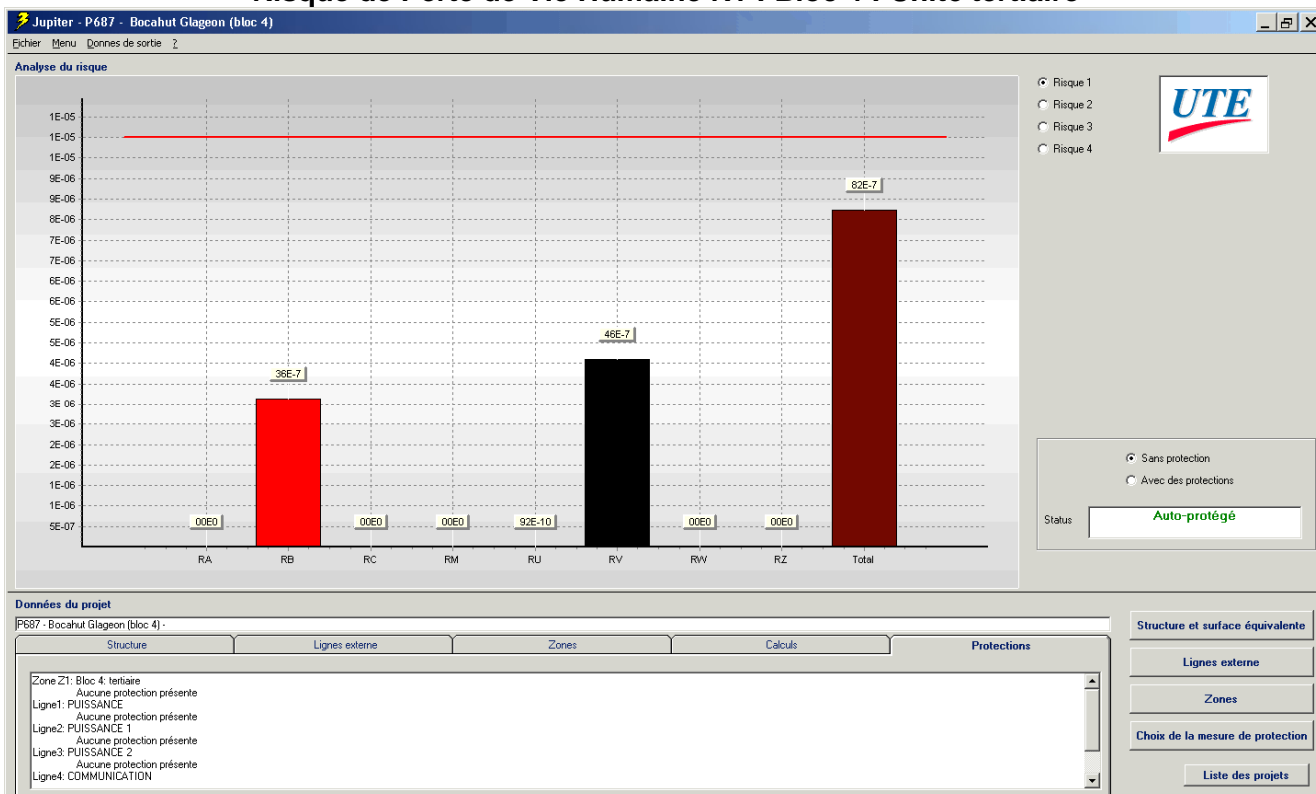 Jupiter - P687 - Bocahut Glageon (bloc 4)
Fichier Menu Donnes de sortie ?
Analyse du risque
1E-05
1E-05
1E-05
9E-06
9E-06
8E-06
7E-06
7E-06
6E-06
6E-06
5E-06
5E-06
4E-06
4E-06
3E 06
3E-06
2E-06
2E-06
1E-06
1E-06
5E-07
00E0
36E-7
00E0
00E0
92E-10
46E-7
00E0
00E0
82E-7
RA RB RC RM RU RV RW RZ Total
Risque 1
Risque 2
Risque 3
Risque 4
UTE
Sans protection
Avec des protections
Status Auto-protégé
Données du projet
P687 - Bocahut Glageon (bloc 4) -
Structure Lignes externe Zones Calculs Protections
Zone Z1: Bloc 4: tertiaire
Aucune protection présente
Ligne1: PUISSANCE
Aucune protection présente
Ligne2: PUISSANCE 1
Aucune protection présente
Ligne3: PUISSANCE 2
Aucune protection présente
Ligne4: COMMUNICATION
Structure et surface équivalente
Lignes externe
Zones
Choix de la mesure de protection
Liste des projets